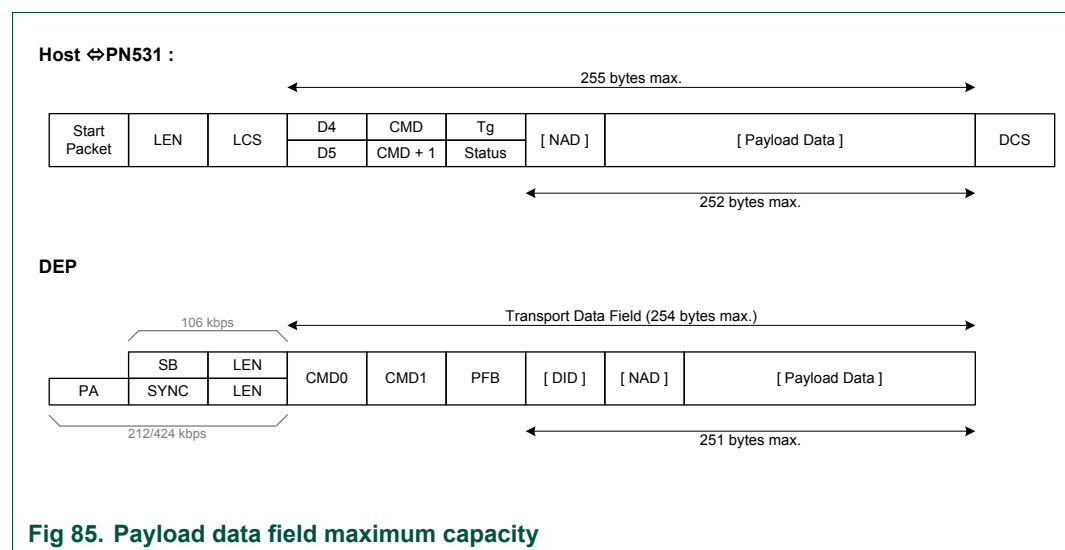 Host ⇔PN531 :
255 bytes max.
Start Packet LEN LCS D4 CMD Tg [ NAD ] [ Payload Data ] DCS
D5 CMD + 1 Status
252 bytes max.
DEP
106 kbps Transport Data Field (254 bytes max.)
SB LEN CMD0 CMD1 PFB [ DID ] [ NAD ] [ Payload Data ]
PA SYNC LEN
212/424 kbps 251 bytes max.
Fig 85. Payload data field maximum capacity